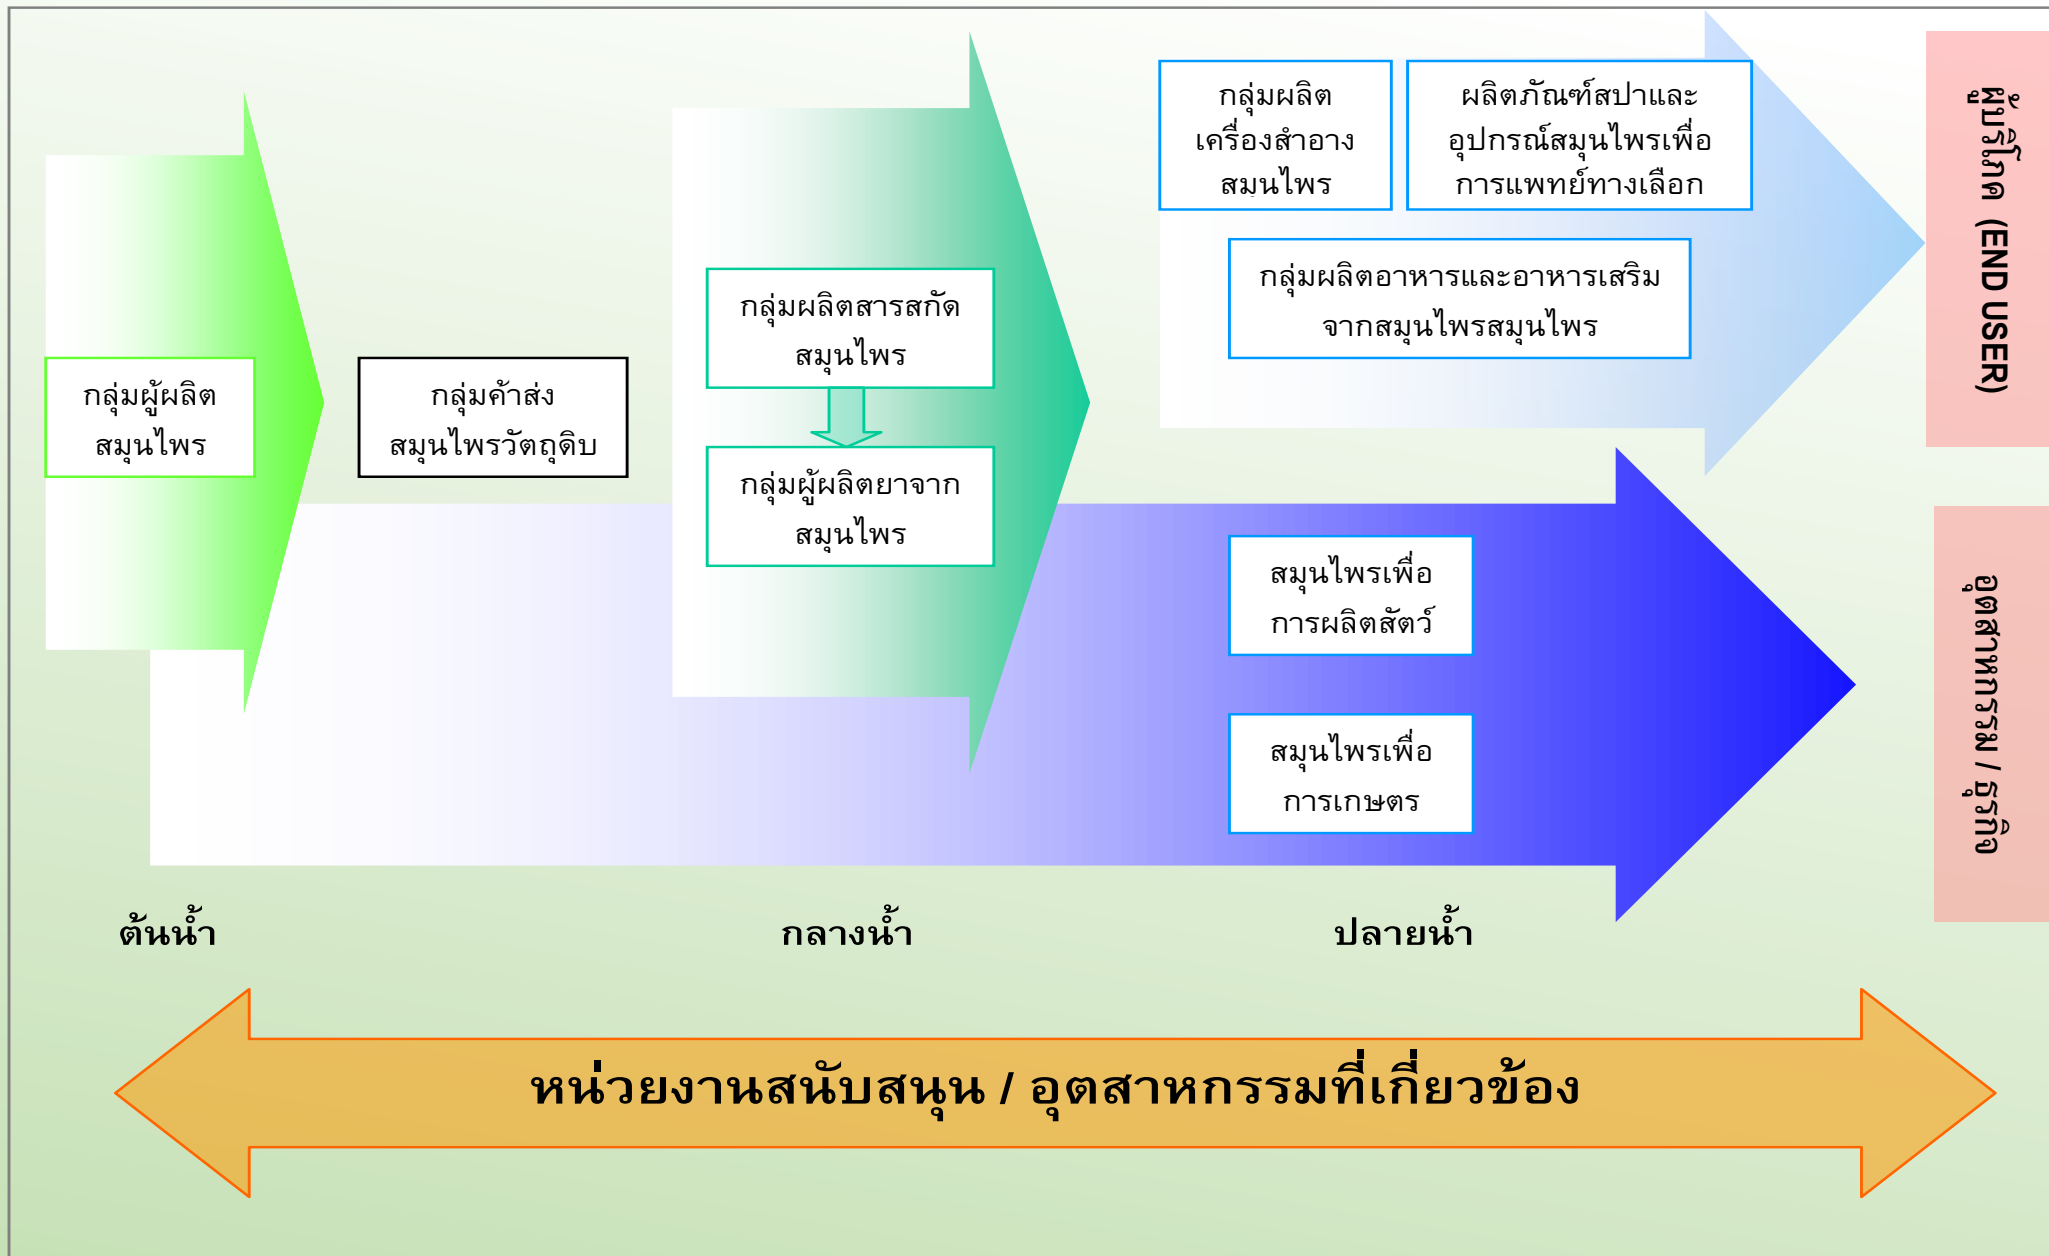 กลุ่มผู้ผลิต
สมุนไพร
กลุ่มค้าส่ง
สมุนไพรวัตถุดิบ
กลุ่มผลิตสารสกัด
สมุนไพร
กลุ่มผู้ผลิตยาจาก
สมุนไพร
กลุ่มผลิต
เครื่องสำอาง
สมุนไพร
ผลิตภัณฑ์สปาและ
อุปกรณ์สมุนไพรเพื่อ
การแพทย์ทางเลือก
กลุ่มผลิตอาหารและอาหารเสริม
จากสมุนไพรสมุนไพร
สมุนไพรเพื่อ
การผลิตสัตว์
สมุนไพรเพื่อ
การเกษตร
ผู้บริโภค (END USER)
อุตสาหกรรม / ธุรกิจ
ต้นน้ำ
กลางน้ำ
ปลายน้ำ
หน่วยงานสนับสนุน / อุตสาหกรรมที่เกี่ยวข้อง